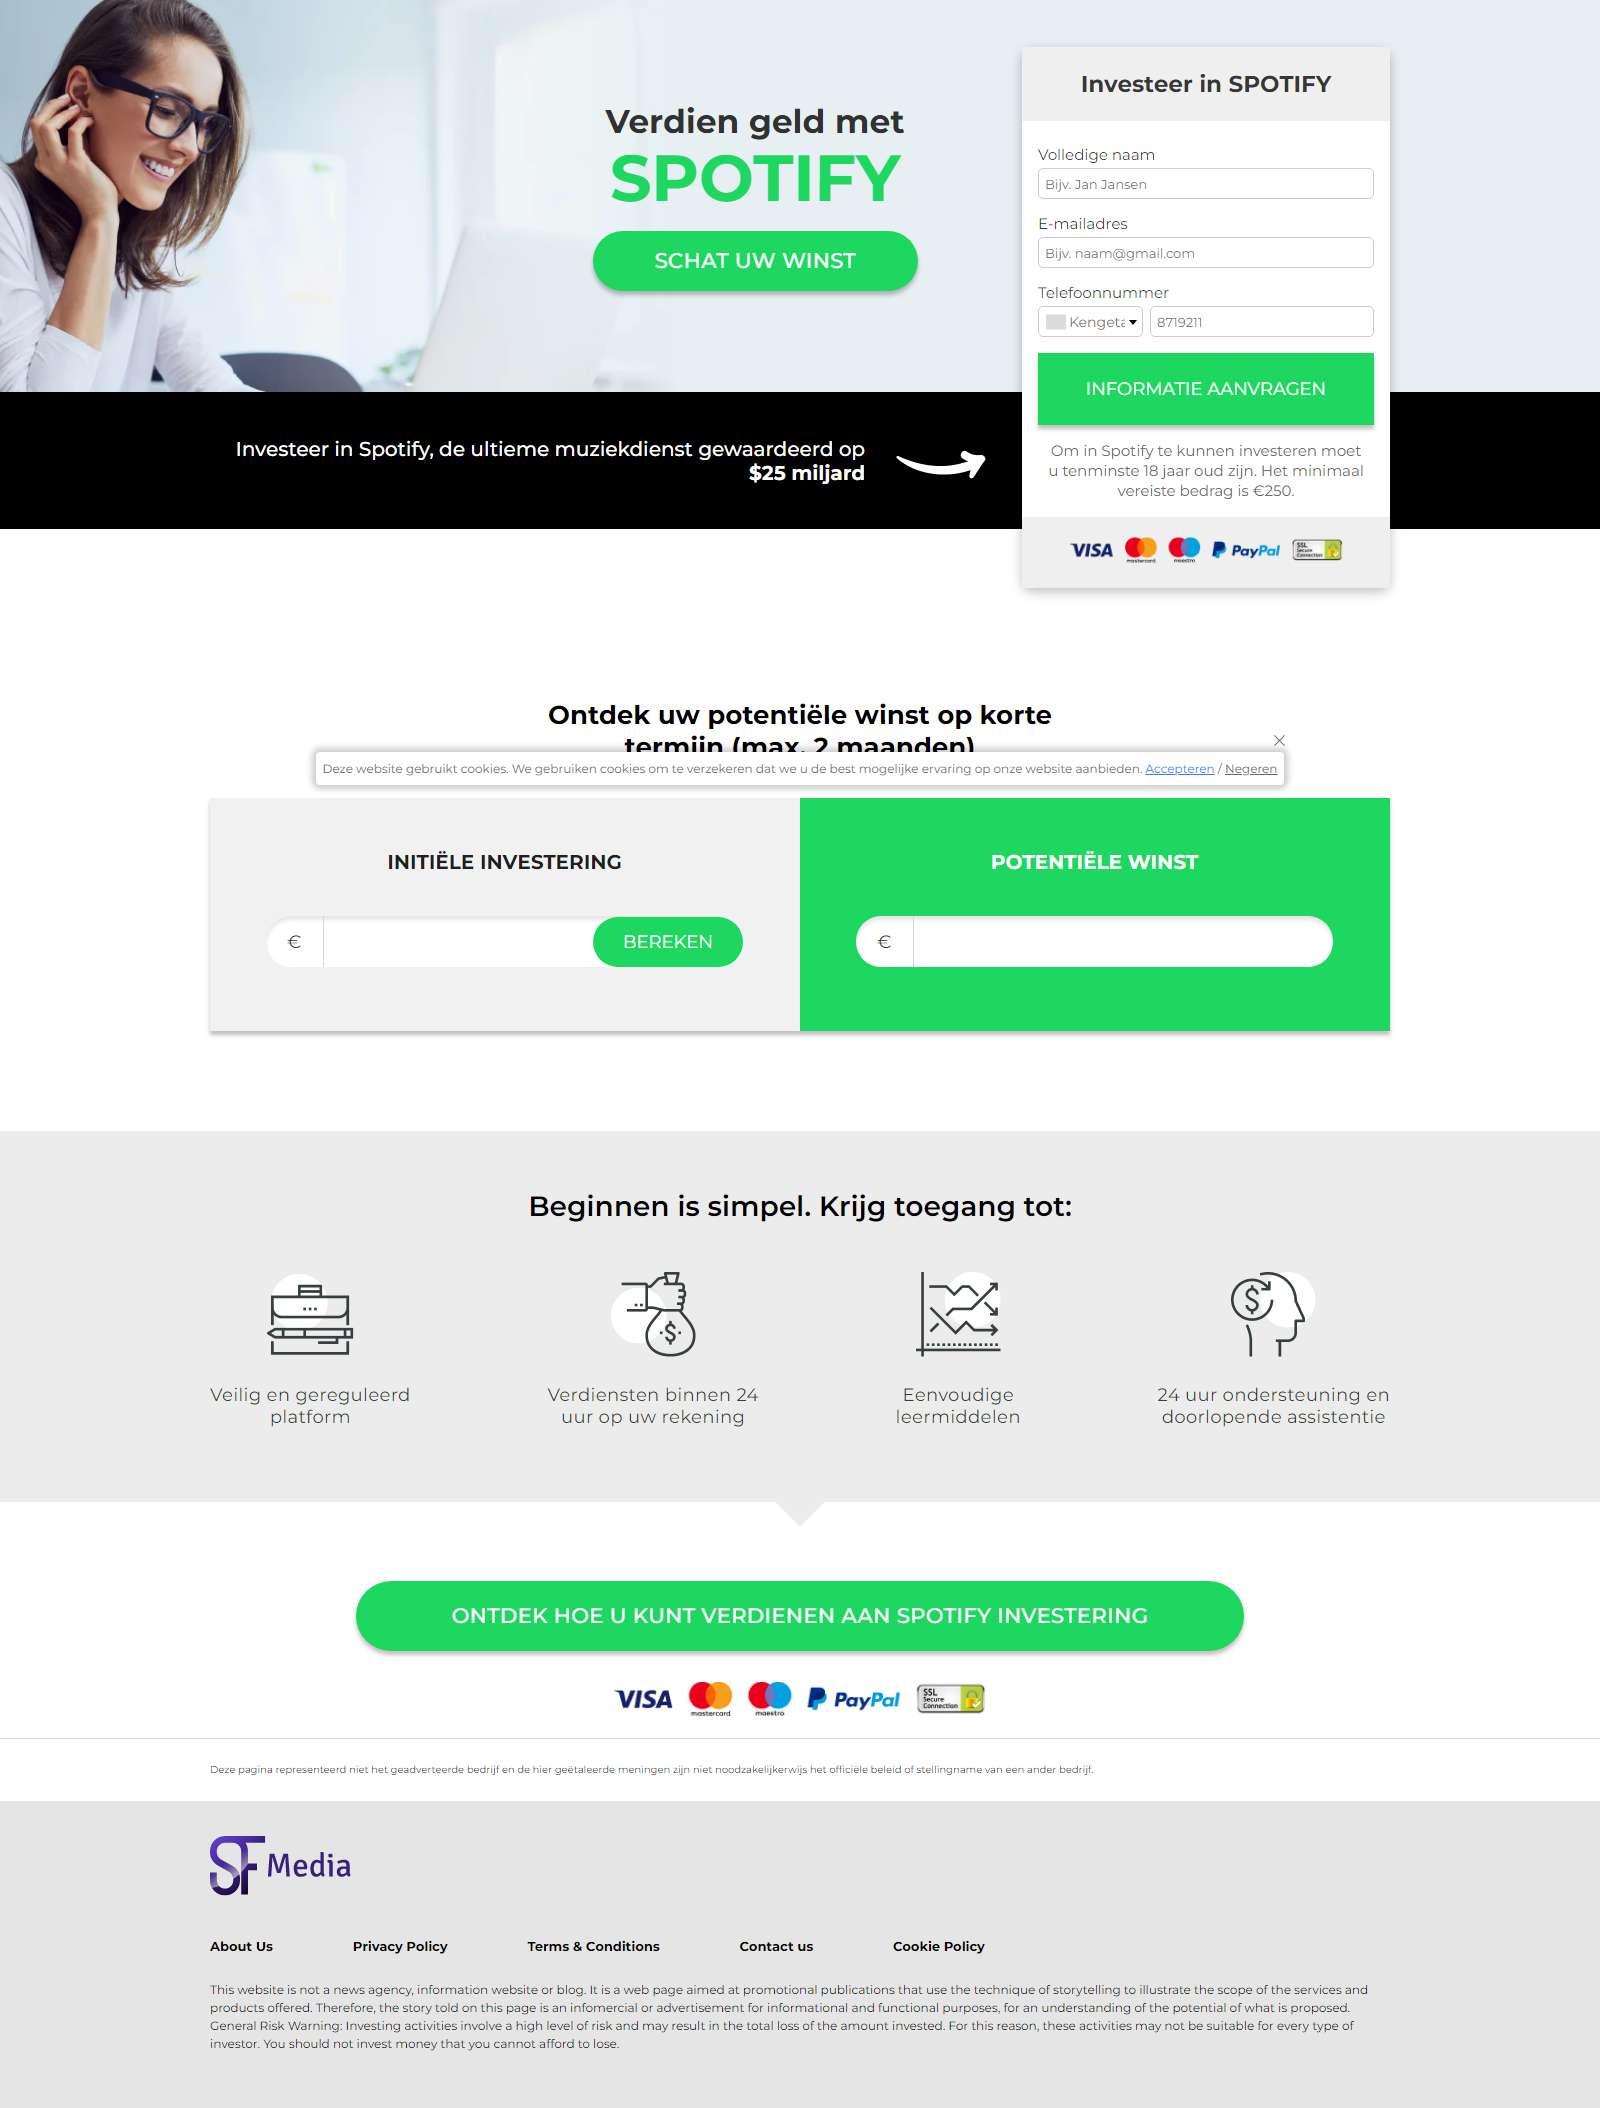 Verdien geld met
SPOTIFY
SCHAT UW WINST
Investeer in SPOTIFY
Volledige naam
Bijv. Jan Jansen
E-mailadres
Bijv. naam@gmail.com
Telefoonnummer
Kengeta 8719211
INFORMATIE AANVRAGEN
Om in Spotify te kunnen investeren moet
u tenminste 18 jaar oud zijn. Het minimaal
vereiste bedrag is €250.
VISA mastercard maestro PayPal SSL Secure Connection
Investeer in Spotify, de ultieme muziekdienst gewaardeerd op
$25 miljard
Ontdek uw potentiële winst op korte
termijn (max. 2 maanden)
Deze website gebruikt cookies. We gebruiken cookies om te verzekeren dat we u de best mogelijke ervaring op onze website aanbieden. Accepteren / Negeren
INITIËLE INVESTERING
€
BEREKEN
POTENTIËLE WINST
€
Beginnen is simpel. Krijg toegang tot:
Veilig en gereguleerd
platform
Verdiensten binnen 24
uur op uw rekening
Eenvoudige
leermiddelen
24 uur ondersteuning en
doorlopende assistentie
ONTDEK HOE U KUNT VERDIENEN AAN SPOTIFY INVESTERING
VISA mastercard maestro PayPal SSL Secure Connection
Deze pagina representeerd niet het geadverteerde bedrijf en de hier geëtaleerde meningen zijn niet noodzakelijkerwijs het officiële beleid of stellingname van een ander bedrijf.
SF Media
About Us Privacy Policy Terms & Conditions Contact us Cookie Policy
This website is not a news agency, information website or blog. It is a web page aimed at promotional publications that use the technique of storytelling to illustrate the scope of the services and
products offered. Therefore, the story told on this page is an infomercial or advertisement for informational and functional purposes, for an understanding of the potential of what is proposed.
General Risk Warning: Investing activities involve a high level of risk and may result in the total loss of the amount invested. For this reason, these activities may not be suitable for every type of
investor. You should not invest money that you cannot afford to lose.